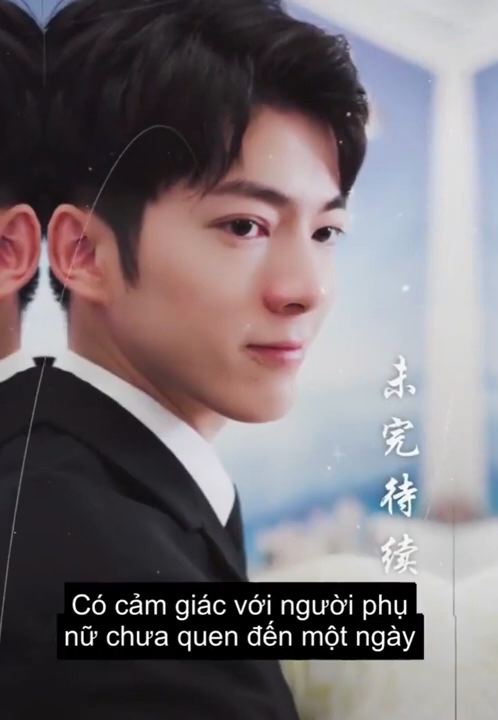 未完待续
Có cảm giác với người phụ
nữ chưa quen đến một ngày